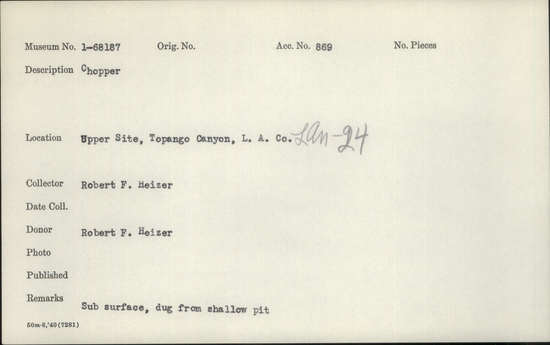 Museum No. 1-68187 Orig. No. Acc. No. 869 No. Pieces
Description Chopper
Location Upper Site, Topango Canyon, L. A. Co. LAn-24
Collector Robert F. Heizer
Date Coll.
Donor Robert F. Heizer
Photo
Published
Remarks Sub surface, dug from shallow pit
50m-8,'40(7281)